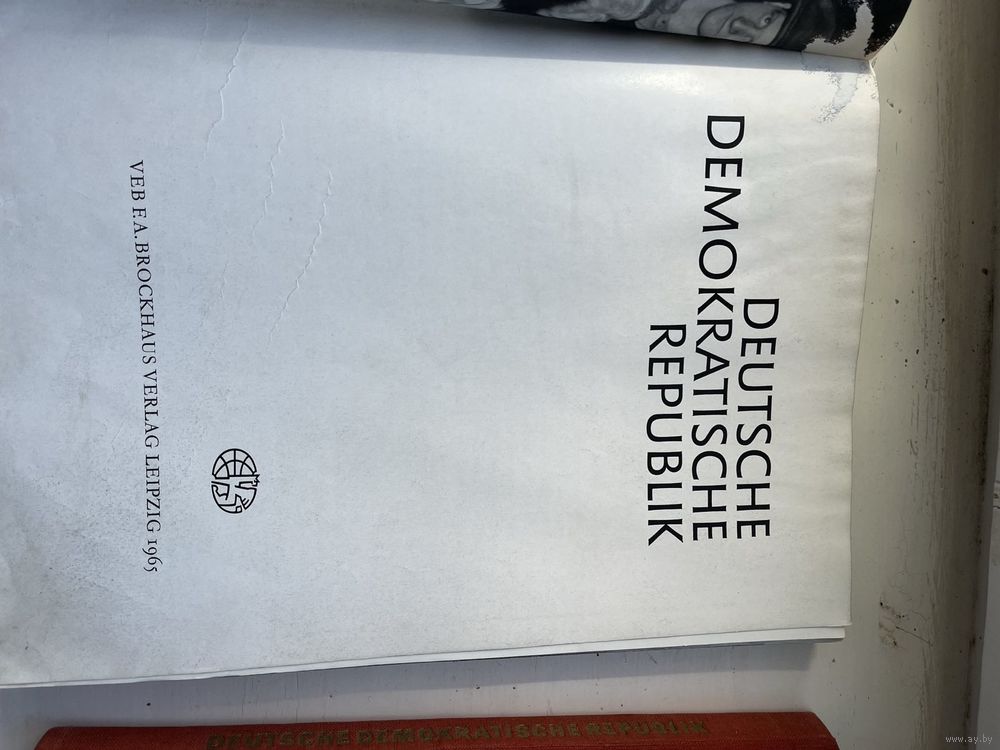 DEUTSCHE
DEMOKRATISCHE
REPUBLIK
VEB F.A. BROCKHAUS VERLAG LEIPZIG 1965
DEUTSCHE DEMOKRATISCHE REPUBLIK
www.ay.by